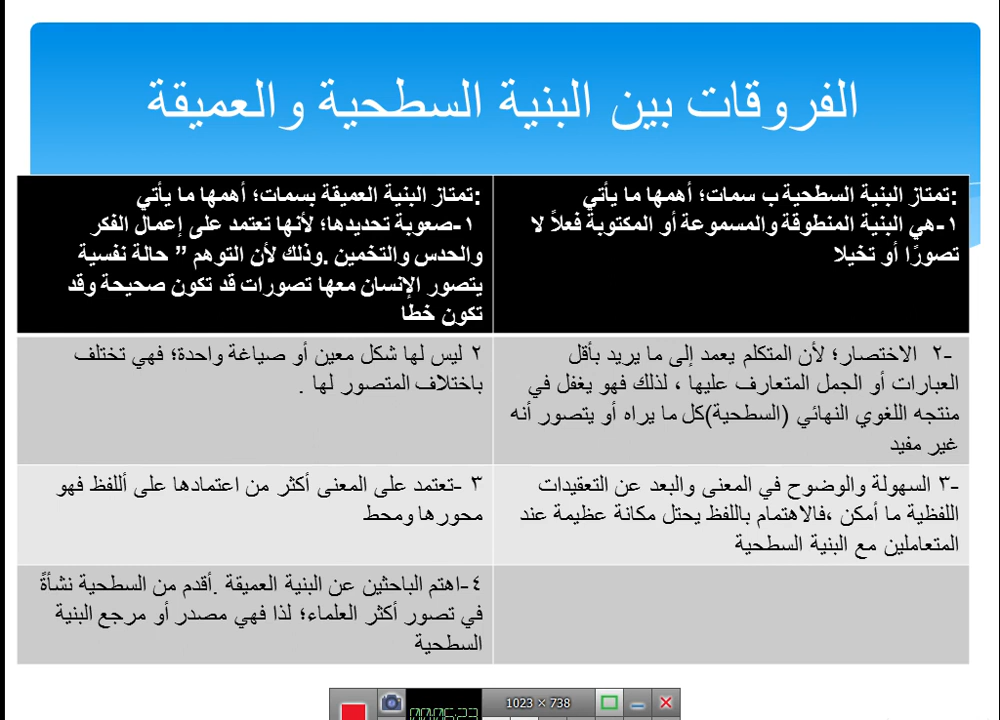 الفروقات بين البنية السطحية والعميقة
:تمتاز البنية السطحية ب سمات؛ أهمها ما يأتي
١-هي البنية المنطوقة والمسموعة أو المكتوبة فعلاً لا
تصورًا أو تخيلا
:تمتاز البنية العميقة بسمات؛ أهمها ما يأتي
١-صعوبة تحديدها؛ لأنها تعتمد على إعمال الفكر
والحدس والتخمين .وذلك لأن التوهم ” حالة نفسية
يتصور الإنسان معها تصورات قد تكون صحيحة وقد
تكون خطا
-٢ الاختصار؛ لأن المتكلم يعمد إلى ما يريد بأقل
العبارات أو الجمل المتعارف عليها ، لذلك فهو يغفل في
منتجه اللغوي النهائي (السطحية)كل ما يراه أو يتصور أنه
غير مفيد
٢ ليس لها شكل معين أو صياغة واحدة؛ فهي تختلف
باختلاف المتصور لها .
-٣ السهولة والوضوح في المعنى والبعد عن التعقيدات
اللفظية ما أمكن ،فالاهتمام باللفظ يحتل مكانة عظيمة عند
المتعاملين مع البنية السطحية
٣ -تعتمد على المعنى أكثر من اعتمادها على أللفظ فهو
محورها ومحط
٤-اهتم الباحثين عن البنية العميقة .أقدم من السطحية نشأةً
في تصور أكثر العلماء؛ لذا فهي مصدر أو مرجع البنية
السطحية
1023 × 738